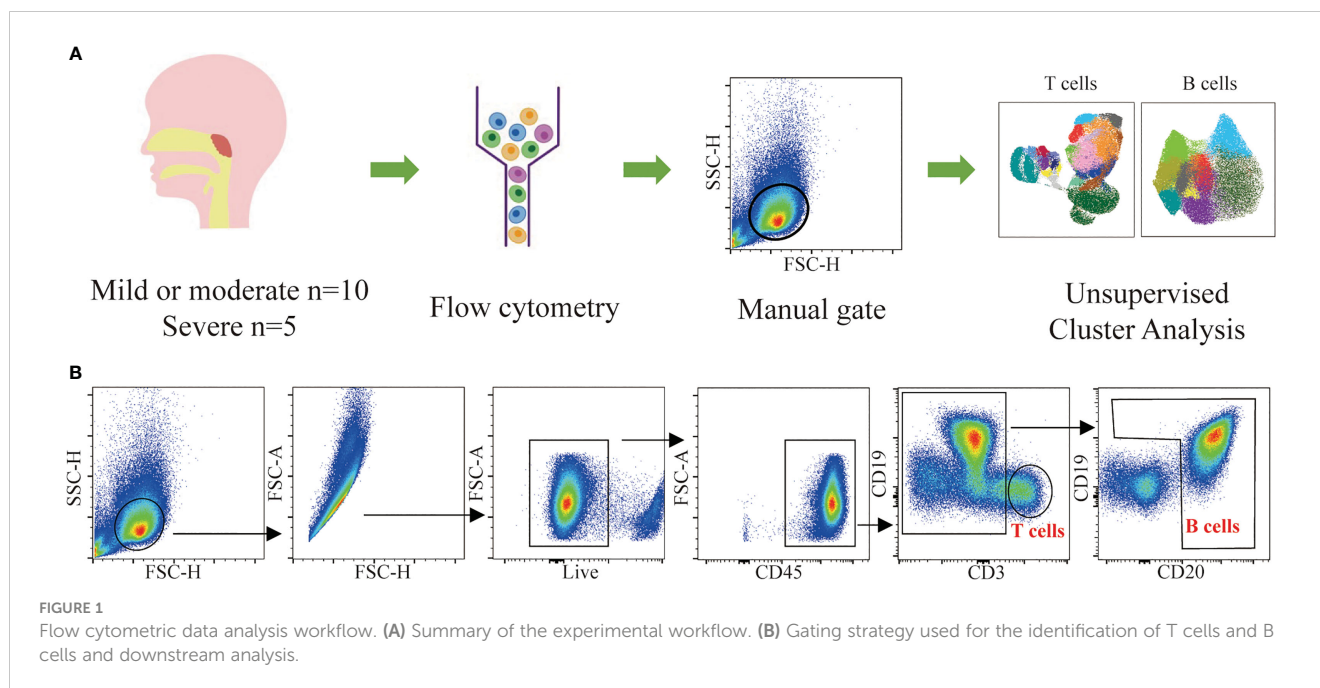 A
T cells
B cells
SSC-H
FSC-H
Mild or moderate n=10
Severe n=5
Flow cytometry
Manual gate
Unsupervised
Cluster Analysis
B
SSC-H
FSC-H
FSC-A
FSC-H
FSC-A
Live
FSC-A
CD45
CD19
T cells
CD3
CD19
B cells
CD20
FIGURE 1
Flow cytometric data analysis workflow. (A) Summary of the experimental workflow. (B) Gating strategy used for the identification of T cells and B
cells and downstream analysis.